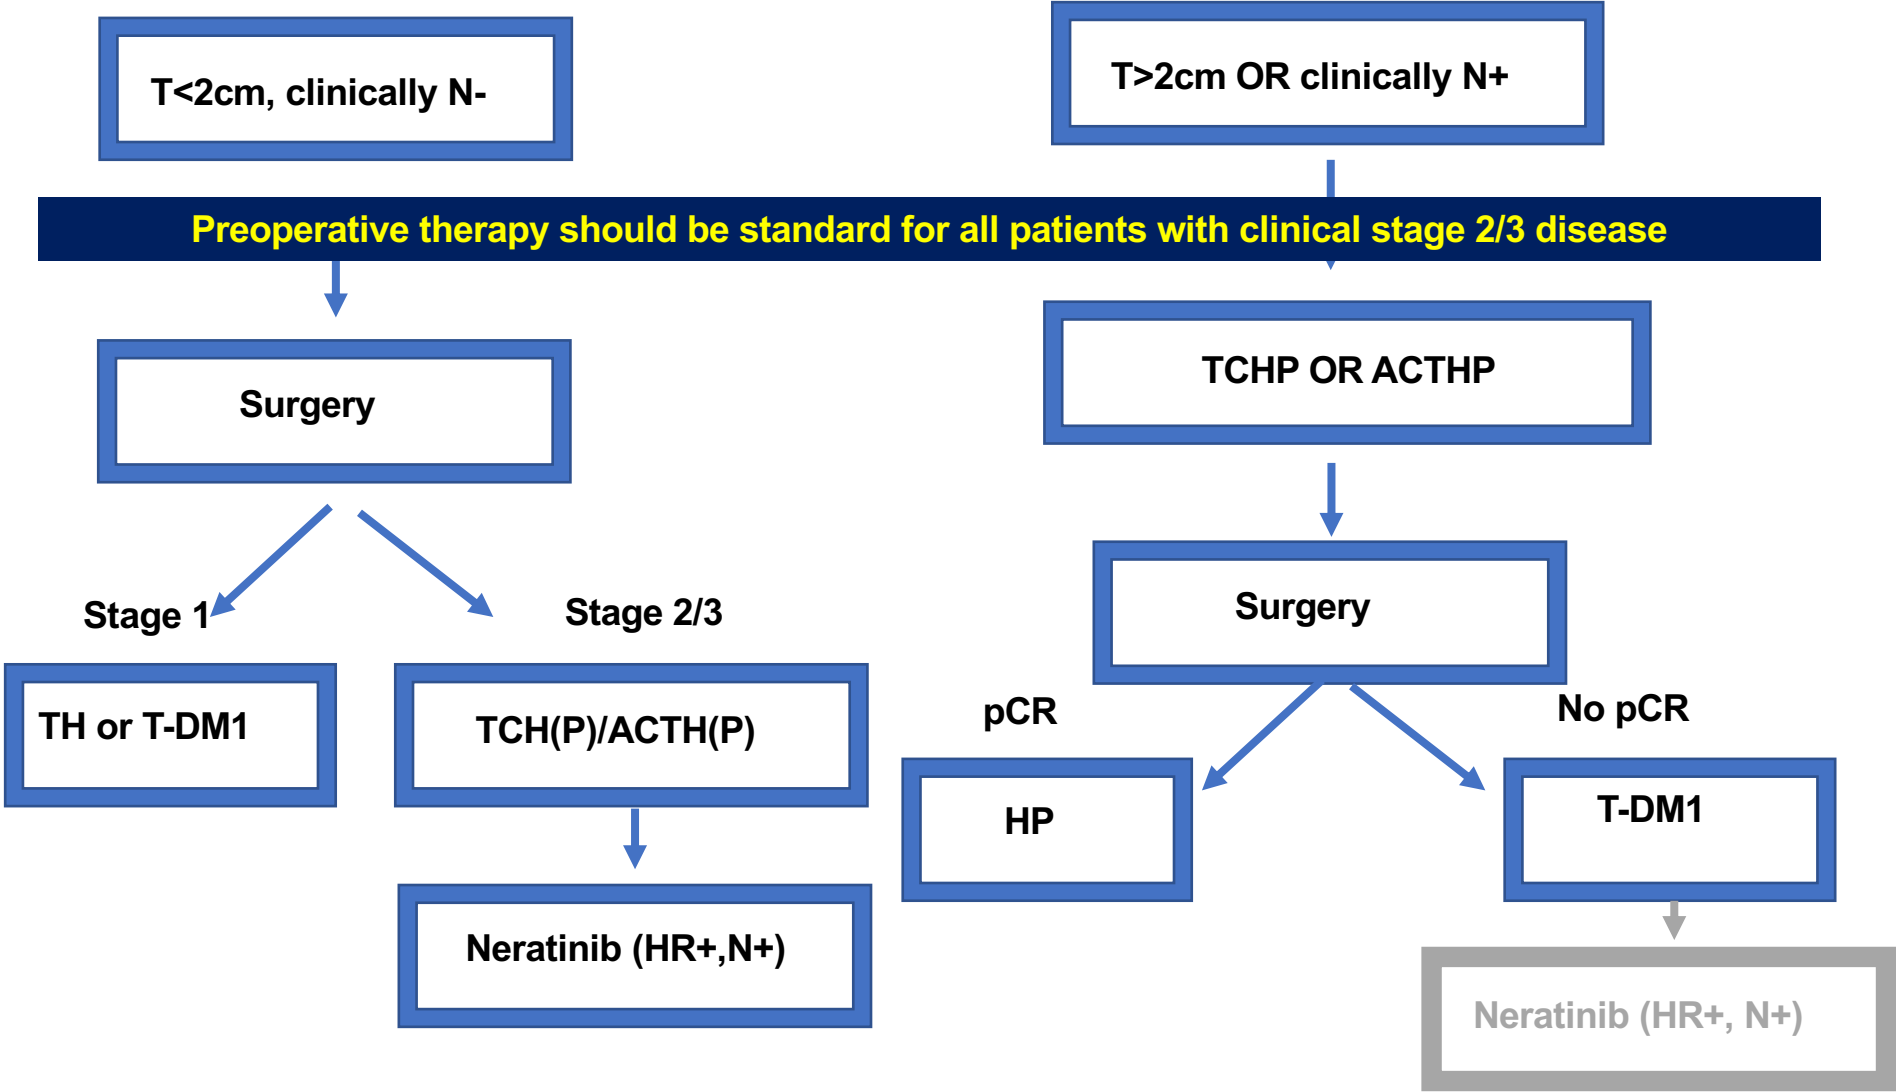 T<2cm, clinically N-
T>2cm OR clinically N+
Preoperative therapy should be standard for all patients with clinical stage 2/3 disease
Surgery
TCHP OR ACTHP
Stage 1
Stage 2/3
Surgery
TH or T-DM1
TCH(P)/ACTH(P)
pCR
No pCR
HP
T-DM1
Neratinib (HR+,N+)
Neratinib (HR+, N+)